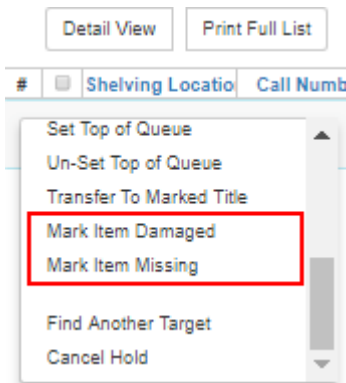 Detail View Print Full List
# Shelving Locatio Call Numb
Set Top of Queue
Un-Set Top of Queue
Transfer To Marked Title
Mark Item Damaged
Mark Item Missing
Find Another Target
Cancel Hold